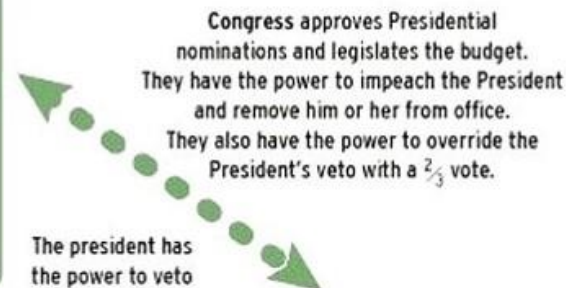 Congress approves Presidential
nominations and legislates the budget.
They have the power to impeach the President
and remove him or her from office.
They also have the power to override the
President's veto with a ⅔ vote.
The president has
the power to veto